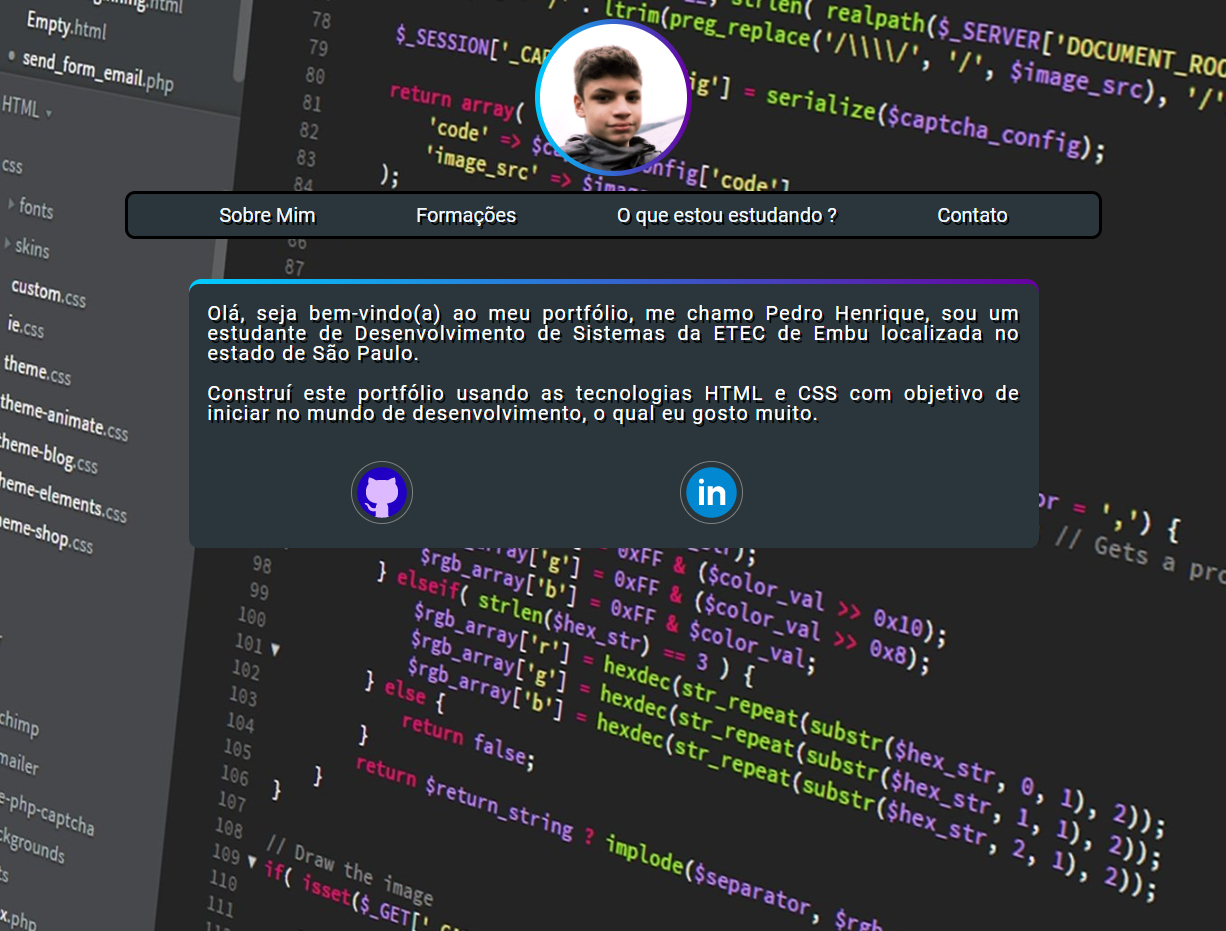 Empty.html
send_form_email.php
HTML
css
fonts
skins
custom.css
ie.css
theme.css
theme-animate.css
theme-blog.css
theme-elements.css
theme-shop.css
78
79
80
81
82
83
84
ltrim(preg_replace('/\\\\/', '/', $image_src), '/'
strlen( realpath($_SERVER['DOCUMENT_ROO
$_SESSION['_CA
ig'] = serialize($captcha_config);
return array(
'code' =>
'image_src' =>
config['code']
);
Sobre Mim
Formações
O que estou estudando ?
Contato
86
87
Olá, seja bem-vindo(a) ao meu portfólio, me chamo Pedro Henrique, sou um
estudante de Desenvolvimento de Sistemas da ETEC de Embu localizada no
estado de São Paulo.
Construí este portfólio usando as tecnologias HTML e CSS com objetivo de
iniciar no mundo de desenvolvimento, o qual eu gosto muito.
in
or = ',') {
// Gets a pro
98
99
100
101
102
103
104
105
106
107
108
109
110
111
$rgb_array['g'] = 0xFF & ($color_val >> 0x10);
$rgb_array['b'] = 0xFF & ($color_val >> 0x8);
0xFF & $color_val;
} elseif( strlen($hex_str) == 3 ) {
$rgb_array['r'] = hexdec(str_repeat(substr($hex_str, 0, 1), 2));
$rgb_array['g'] = hexdec(str_repeat(substr($hex_str, 1, 1), 2));
$rgb_array['b'] = hexdec(str_repeat(substr($hex_str, 2, 1), 2));
} else {
return false;
}
}
return $return_string ? implode($separator, $rgb
}
// Draw the image
if( isset($_GET['
chimp
mailer
e-php-captcha
ckgrounds
x.php